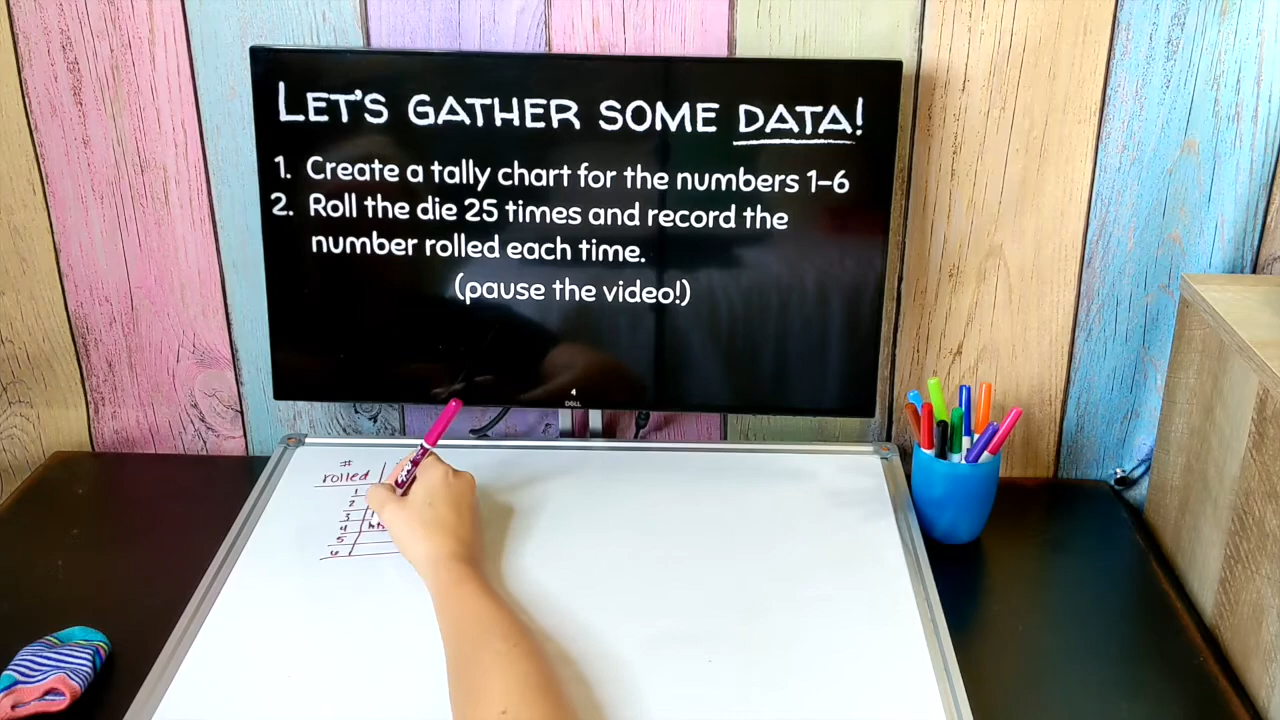 LET'S GATHER SOME DATA!
1. Create a tally chart for the numbers 1-6
2. Roll the die 25 times and record the
number rolled each time.
(pause the video!)
DELL
#
rolled
1
2
3
4
5
6